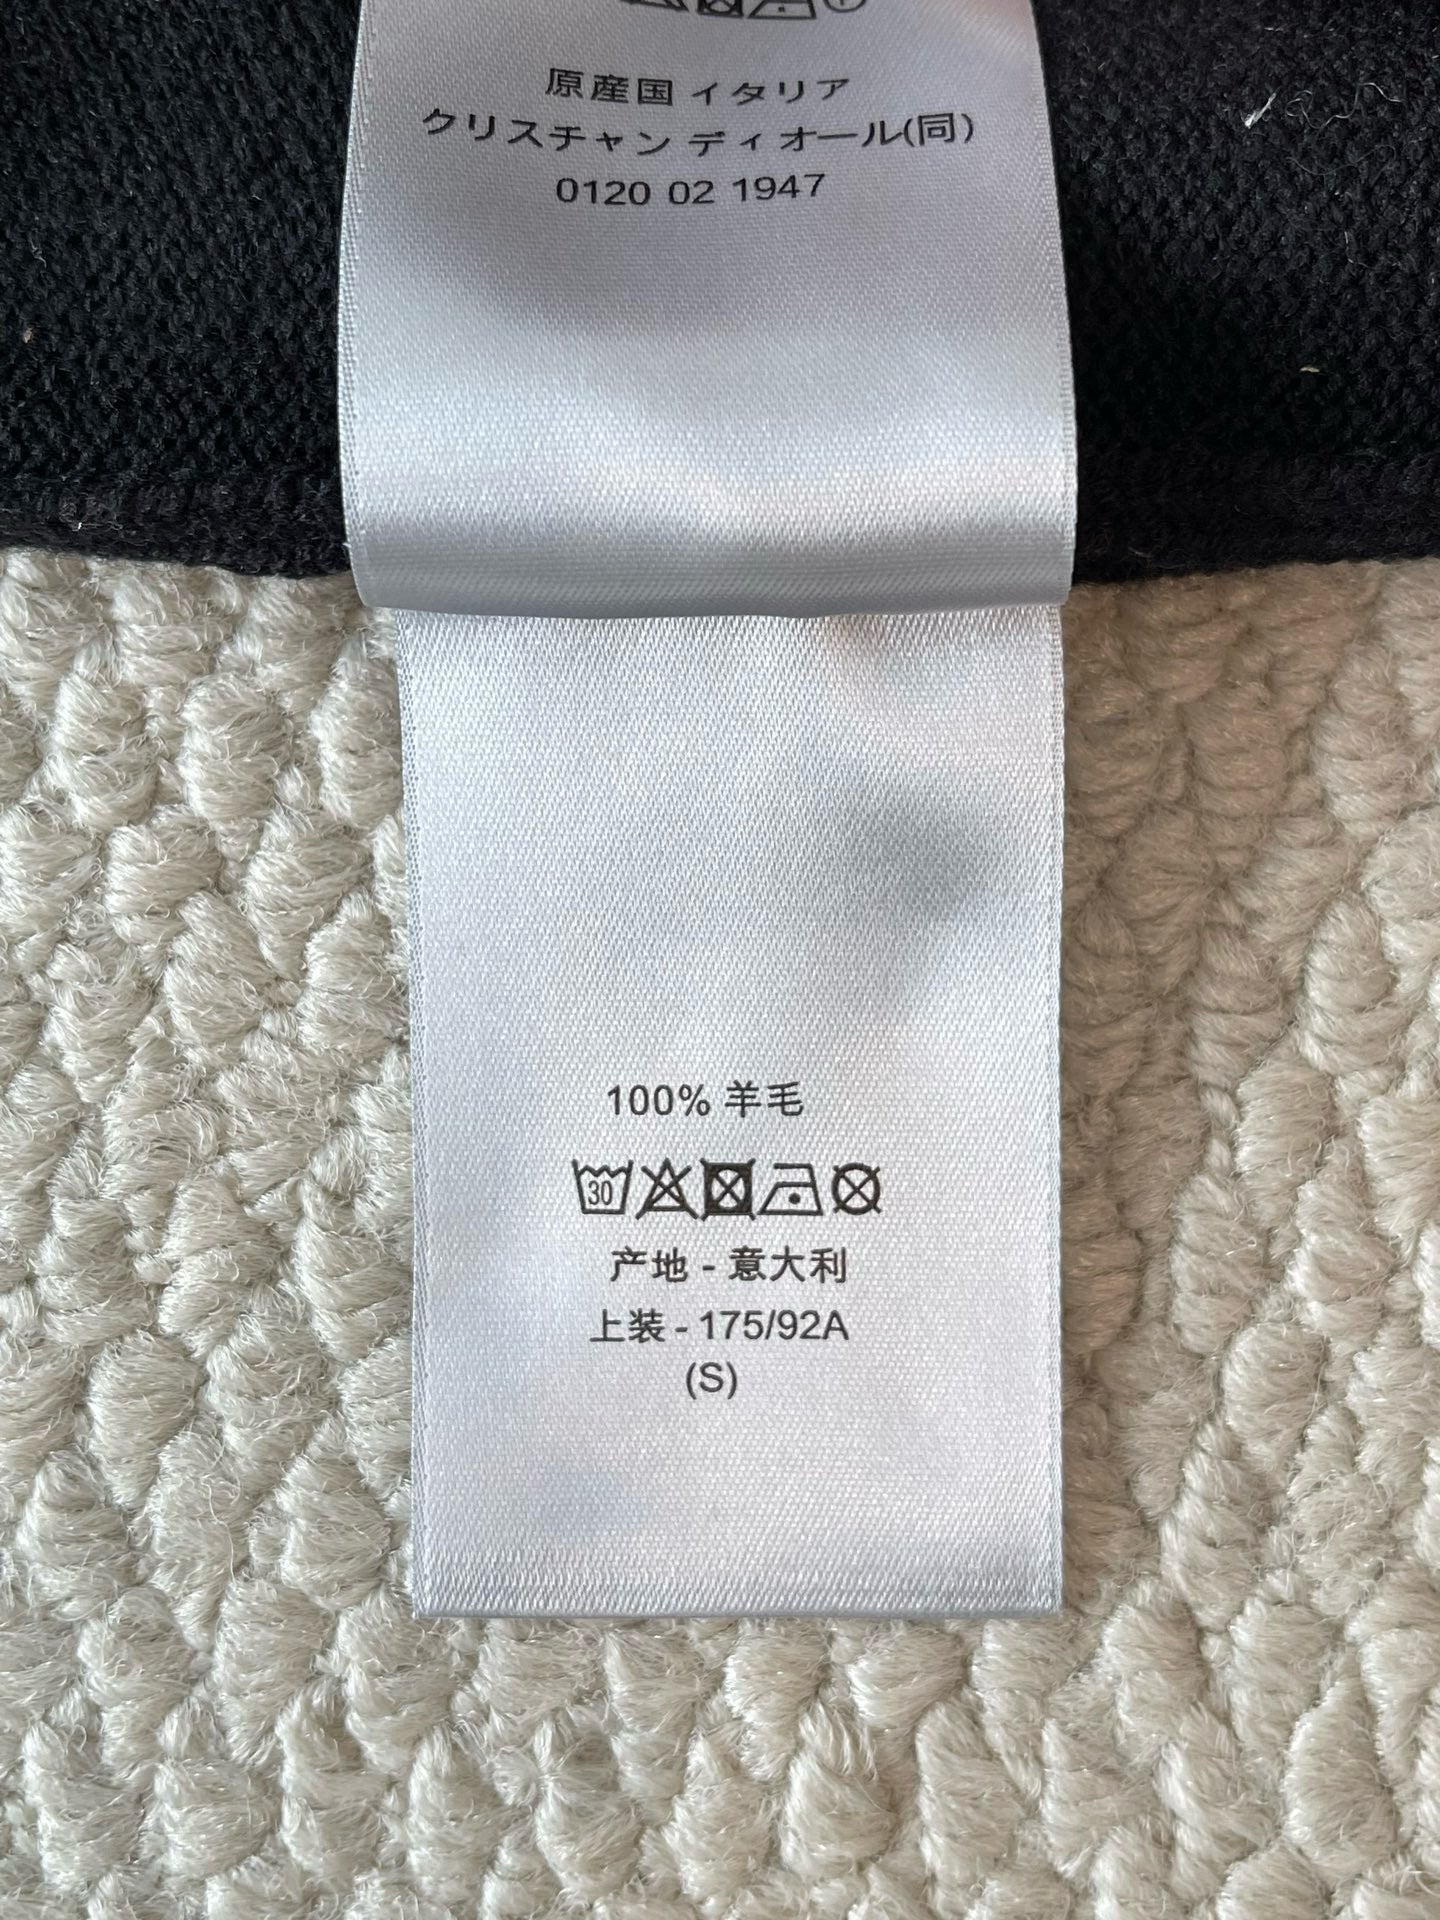 原産国 イタリア
クリスチャン ディオール(同)
0120 02 1947
100% 羊毛
30
产地 - 意大利
上装 - 175/92A
(S)